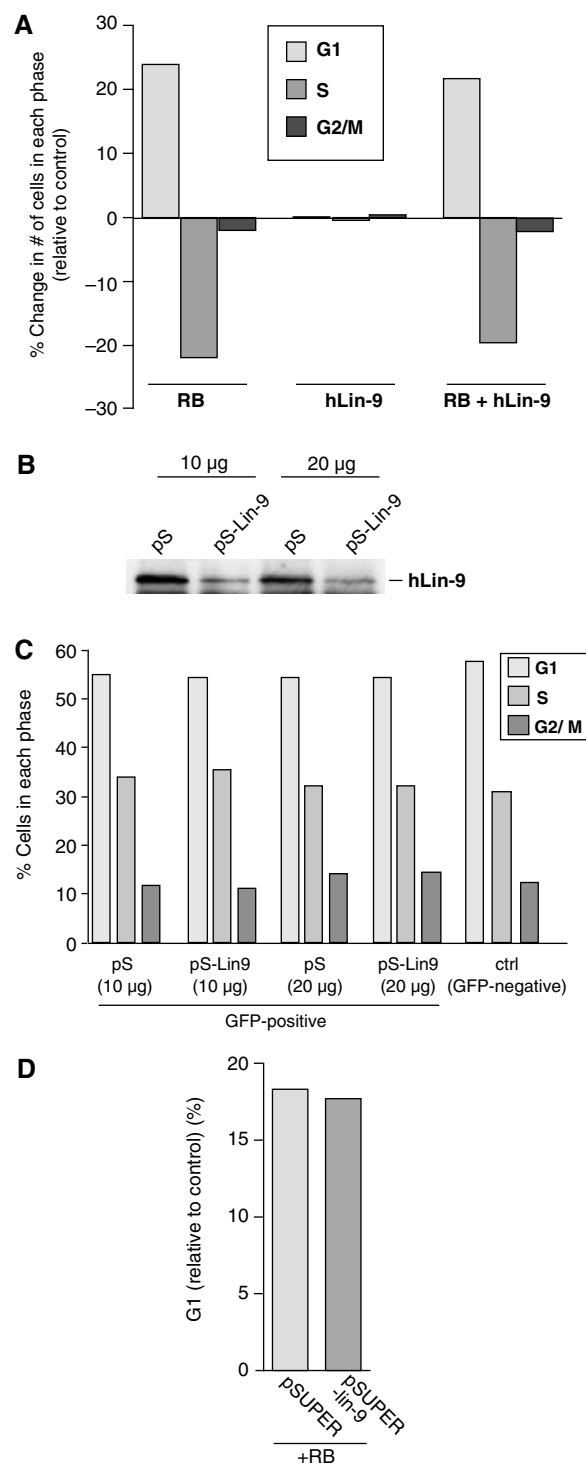 A
% Change in # of cells in each phase
(relative to control)
30
20
10
0
–10
–20
–30
G1
S
G2/M
RB
hLin-9
RB + hLin-9
B
10 µg
20 µg
pS
pS-Lin-9
pS
pS-Lin-9
hLin-9
C
% Cells in each phase
60
50
40
30
20
10
0
G1
S
G2/ M
pS
(10 µg)
pS-Lin9
(10 µg)
pS
(20 µg)
pS-Lin9
(20 µg)
ctrl
(GFP-negative)
GFP-positive
D
G1 (relative to control) (%)
20
15
10
5
0
pSUPER
pSUPER
-lin-9
+RB